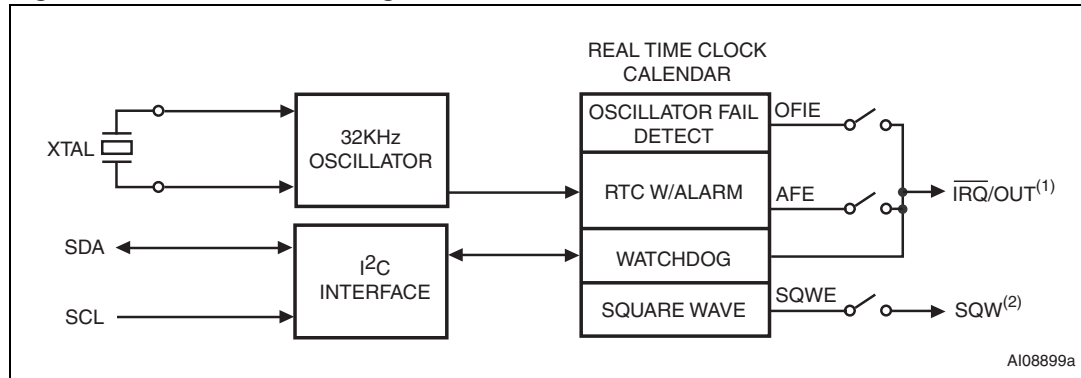 REAL TIME CLOCK
CALENDAR
XTAL
32KHz
OSCILLATOR
OSCILLATOR FAIL
DETECT
OFIE
RTC W/ALARM
AFE
IRQ/OUT(1)
SDA
SCL
I2C
INTERFACE
WATCHDOG
SQUARE WAVE
SQWE
SQW(2)
AI08899a